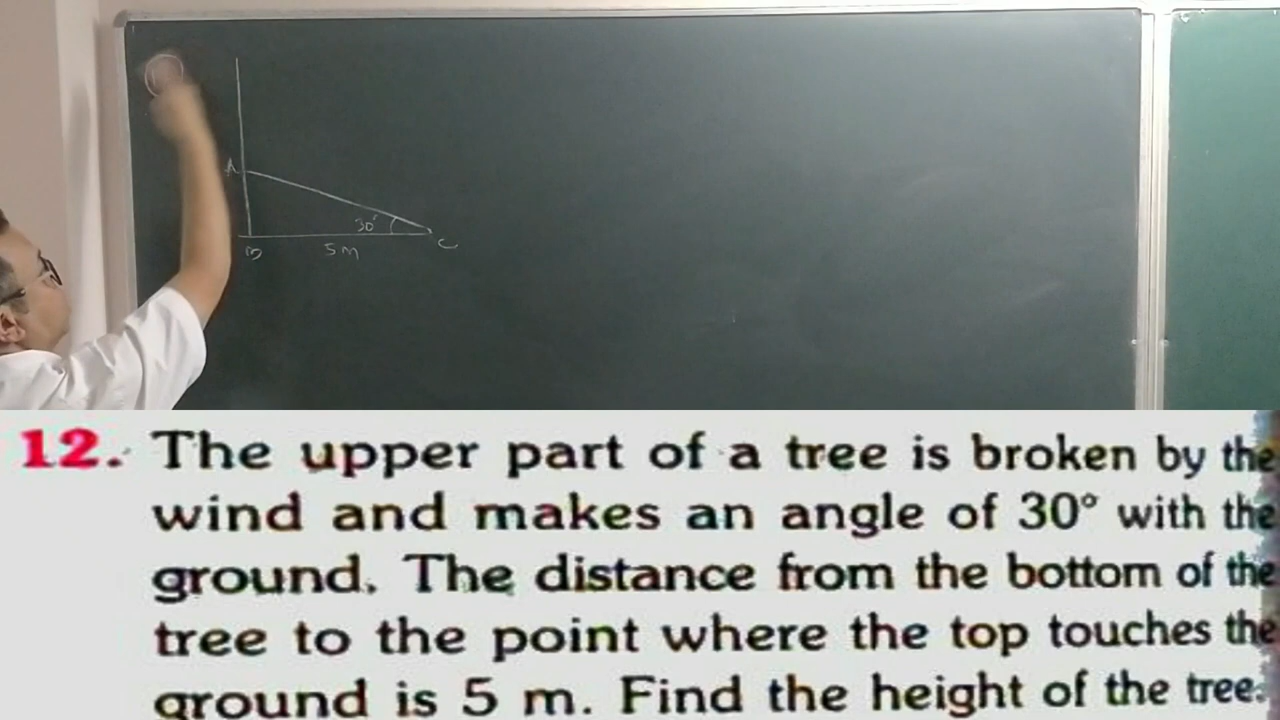 A
30°
B
5 m
C
12. The upper part of a tree is broken by the
wind and makes an angle of 30° with the
ground. The distance from the bottom of the
tree to the point where the top touches the
ground is 5 m. Find the height of the tree.